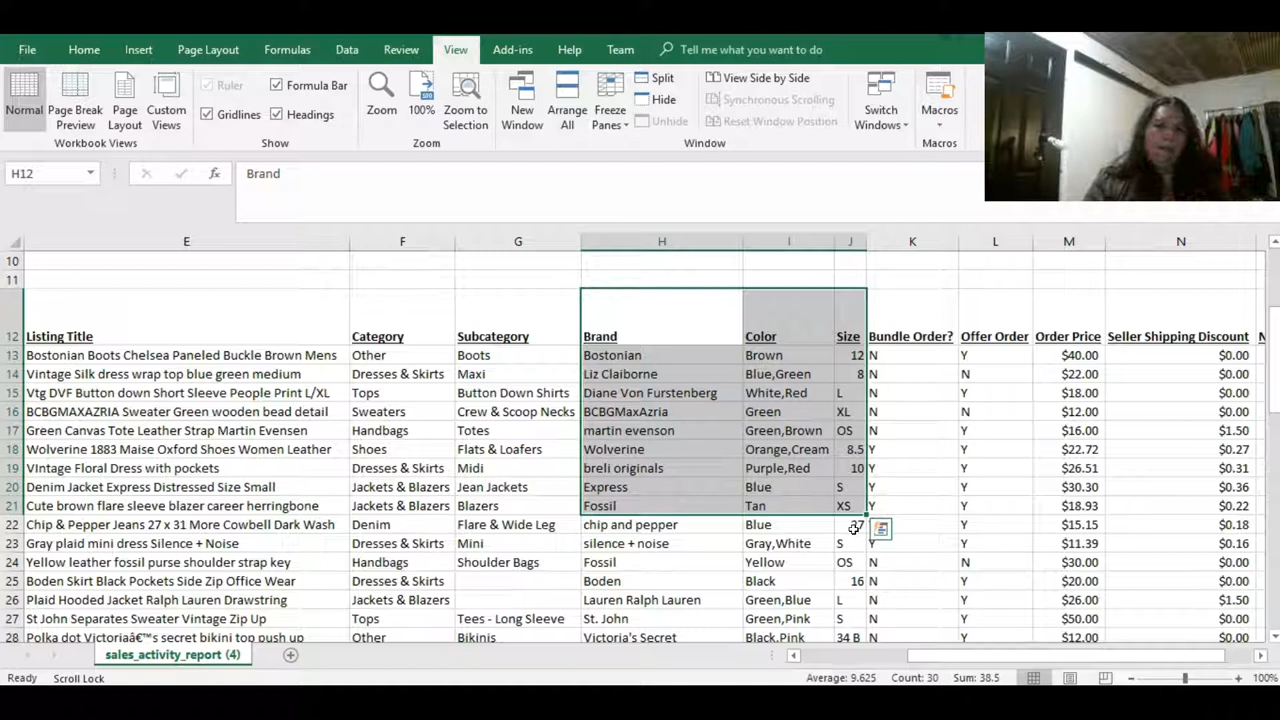 File Home Insert Page Layout Formulas Data Review View Add-ins Help Team Tell me what you want to do
Normal Page Break Preview Page Layout Custom Views
Workbook Views
Ruler Formula Bar
Gridlines Headings
Show
Zoom 100% Zoom to Selection
Zoom
New Window Arrange All Freeze Panes
Split View Side by Side
Hide Synchronous Scrolling
Unhide Reset Window Position
Window
Switch Windows
Macros
Macros
H12 fx Brand
E F G H I J K L M N
10
11
12 Listing Title Category Subcategory Brand Color Size Bundle Order? Offer Order Order Price Seller Shipping Discount N
13 Bostonian Boots Chelsea Paneled Buckle Brown Mens Other Boots Bostonian Brown 12 N Y $40.00 $0.00
14 Vintage Silk dress wrap top blue green medium Dresses & Skirts Maxi Liz Claiborne Blue,Green 8 N N $22.00 $0.00
15 Vtg DVF Button down Short Sleeve People Print L/XL Tops Button Down Shirts Diane Von Furstenberg White,Red L N Y $18.00 $0.00
16 BCBGMAXAZRIA Sweater Green wooden bead detail Sweaters Crew & Scoop Necks BCBGMaxAzria Green XL N N $12.00 $0.00
17 Green Canvas Tote Leather Strap Martin Evenson Handbags Totes martin evenson Green,Brown OS N Y $16.00 $1.50
18 Wolverine 1883 Maise Oxford Shoes Women Leather Shoes Flats & Loafers Wolverine Orange,Cream 8.5 Y Y $22.72 $0.27
19 VIntage Floral Dress with pockets Dresses & Skirts Midi breli originals Purple,Red 10 Y Y $26.51 $0.31
20 Denim Jacket Express Distressed Size Small Jackets & Blazers Jean Jackets Express Blue S Y Y $30.30 $0.36
21 Cute brown flare sleeve blazer career herringbone Jackets & Blazers Blazers Fossil Tan XS Y Y $18.93 $0.22
22 Chip & Pepper Jeans 27 x 31 More Cowbell Dark Wash Denim Flare & Wide Leg chip and pepper Blue 27 Y $15.15 $0.18
23 Gray plaid mini dress Silence + Noise Dresses & Skirts Mini silence + noise Gray,White S Y Y $11.39 $0.16
24 Yellow leather fossil purse shoulder strap key Handbags Shoulder Bags Fossil Yellow OS N N $30.00 $0.00
25 Boden Skirt Black Pockets Side Zip Office Wear Dresses & Skirts Boden Black 16 N Y $20.00 $0.00
26 Plaid Hooded Jacket Ralph Lauren Drawstring Jackets & Blazers Lauren Ralph Lauren Green,Blue L N Y $26.00 $1.50
27 St John Separates Sweater Vintage Zip Up Tops Tees - Long Sleeve St. John Green,Pink S N Y $50.00 $0.00
28 Polka dot Victoriaâ€™s secret bikini top push up Other Bikinis Victoria's Secret Black,Pink 34 B N Y $12.00 $0.00
sales_activity_report (4)
Ready Scroll Lock Average: 9.625 Count: 30 Sum: 38.5 100%